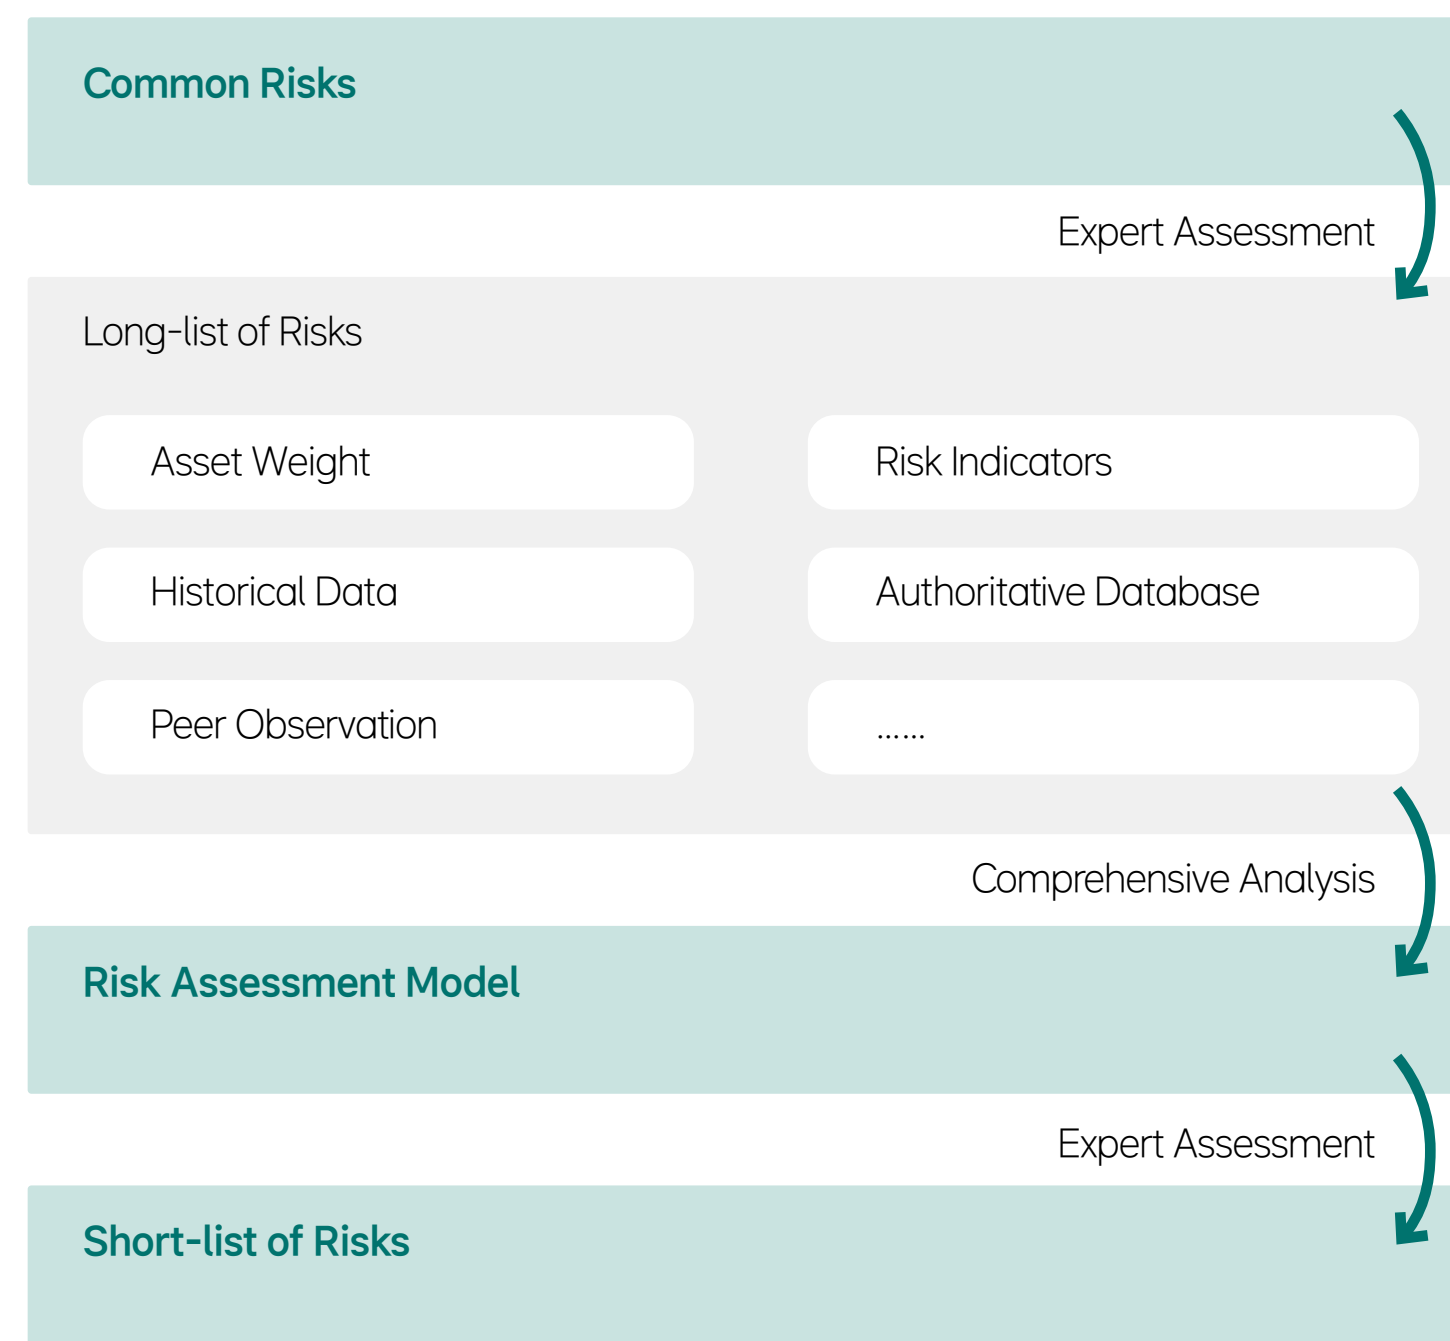 Common Risks
Expert Assessment
Long-list of Risks
Asset Weight
Risk Indicators
Historical Data
Authoritative Database
Peer Observation
......
Comprehensive Analysis
Risk Assessment Model
Expert Assessment
Short-list of Risks